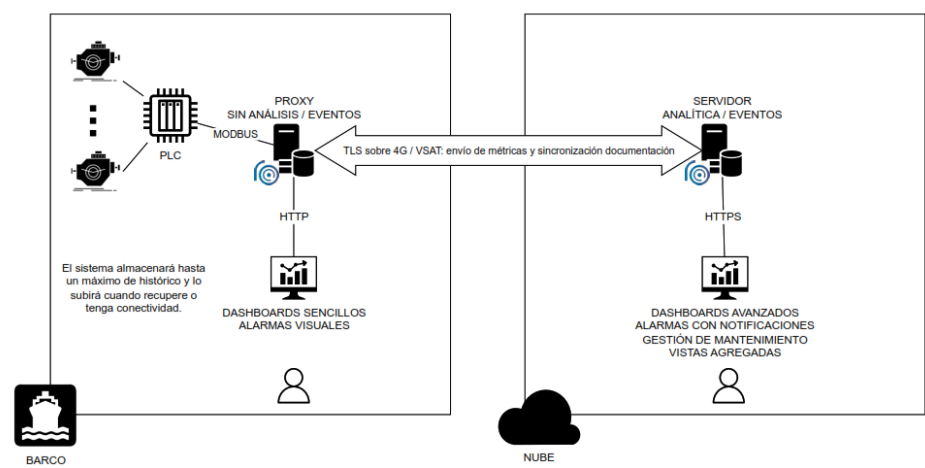 PLC
MODBUS
PROXY
SIN ANÁLISIS / EVENTOS
TLS sobre 4G / VSAT: envío de métricas y sincronización documentación
SERVIDOR
ANALÍTICA / EVENTOS
HTTP
HTTPS
El sistema almacenará hasta
un máximo de histórico y lo
subirá cuando recupere o
tenga conectividad.
DASHBOARDS SENCILLOS
ALARMAS VISUALES
DASHBOARDS AVANZADOS
ALARMAS CON NOTIFICACIONES
GESTIÓN DE MANTENIMIENTO
VISTAS AGREGADAS
BARCO
NUBE